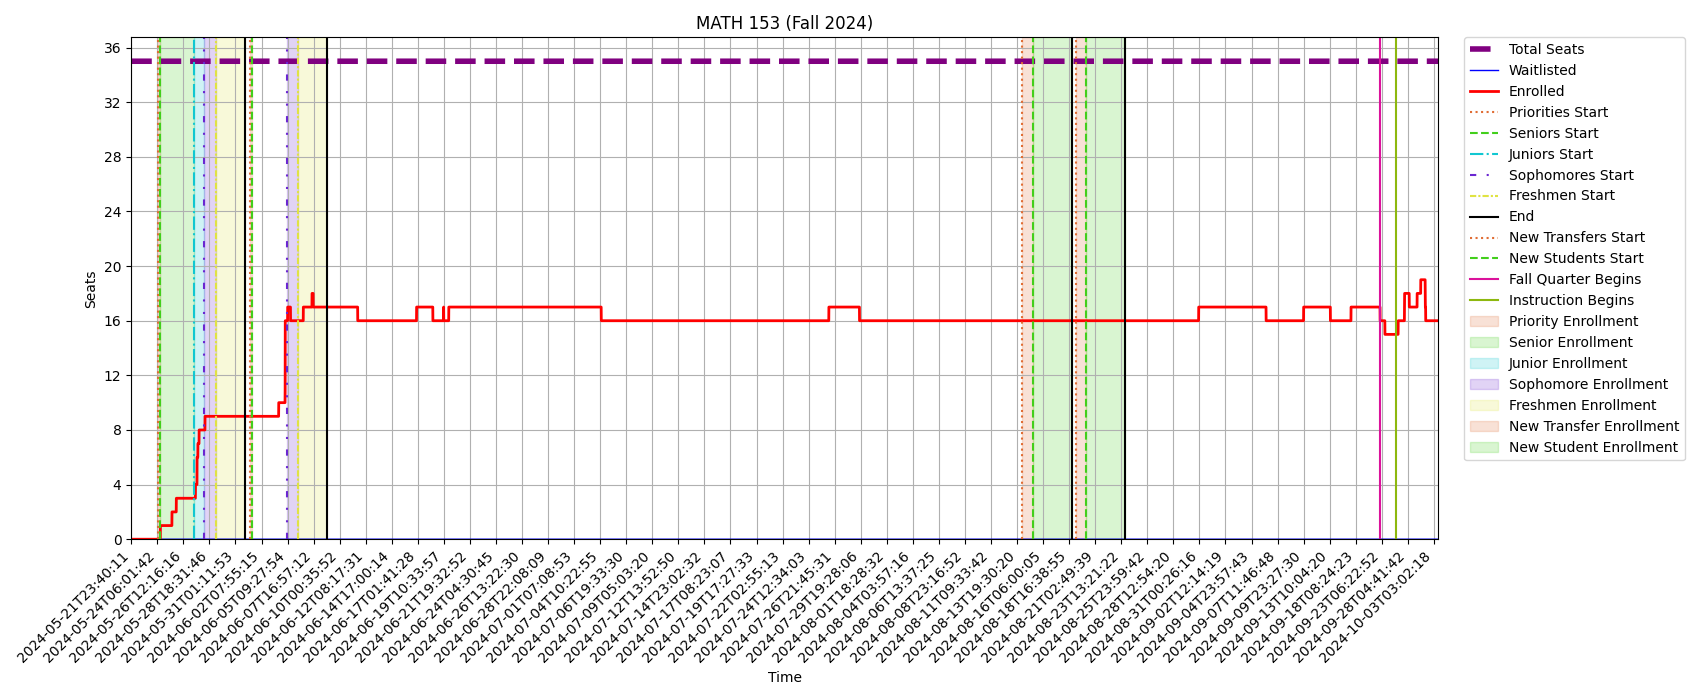 MATH 153 (Fall 2024)
36
32
28
24
20
16
12
8
4
0
Seats
2024-05-21T23:40:11
2024-05-24T06:01:42
2024-05-26T12:16:16
2024-05-28T18:31:46
2024-05-31T01:11:53
2024-06-02T07:55:15
2024-06-05T09:27:54
2024-06-07T16:57:12
2024-06-10T00:35:52
2024-06-12T08:17:31
2024-06-14T17:00:14
2024-06-17T01:41:28
2024-06-19T10:33:57
2024-06-21T19:32:52
2024-06-24T04:30:45
2024-06-26T13:22:30
2024-06-28T22:08:09
2024-07-01T07:08:53
2024-07-04T10:22:55
2024-07-06T19:33:30
2024-07-09T05:03:20
2024-07-12T13:52:50
2024-07-14T23:02:32
2024-07-17T08:23:07
2024-07-19T17:27:33
2024-07-22T02:55:13
2024-07-24T12:34:03
2024-07-26T21:45:31
2024-07-29T19:28:06
2024-08-01T18:28:32
2024-08-04T03:57:16
2024-08-06T13:37:25
2024-08-08T23:16:52
2024-08-11T09:33:42
2024-08-13T19:30:20
2024-08-16T06:00:05
2024-08-18T16:38:55
2024-08-21T02:49:39
2024-08-23T13:21:22
2024-08-25T23:59:42
2024-08-28T12:54:20
2024-08-31T00:26:16
2024-09-02T12:14:19
2024-09-04T23:57:43
2024-09-07T11:46:48
2024-09-09T23:27:30
2024-09-13T10:04:20
2024-09-18T08:24:23
2024-09-23T06:22:52
2024-09-28T04:41:42
2024-10-03T03:02:18
Time
Total Seats
Waitlisted
Enrolled
Priorities Start
Seniors Start
Juniors Start
Sophomores Start
Freshmen Start
End
New Transfers Start
New Students Start
Fall Quarter Begins
Instruction Begins
Priority Enrollment
Senior Enrollment
Junior Enrollment
Sophomore Enrollment
Freshmen Enrollment
New Transfer Enrollment
New Student Enrollment